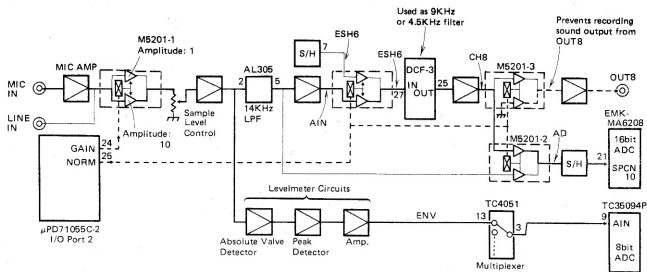 Used as 9KHz
or 4.5KHz filter
Prevents recording
sound output from
OUT8
M5201-1
Amplitude: 1
S/H
7
ESH6
ESH6
MIC AMP
AL305
DCF-3
CH8
M5201-3
MIC
IN
2
5
27
IN
OUT
25
OUT8
14KHz
LPF
LINE
IN
Sample
Level
Control
AIN
M5201-2
AD
EMK-
MA6208
Amplitude:
10
GAIN
24
NORM
25
S/H
21
16bit
ADC
SPCN
10
μPD71055C-2
I/O Port 2
Levelmeter Circuits
ENV
TC4051
13
3
TC35094P
9
AIN
8bit
ADC
Absolute Valve
Detector
Peak
Detector
Amp.
Multiplexer